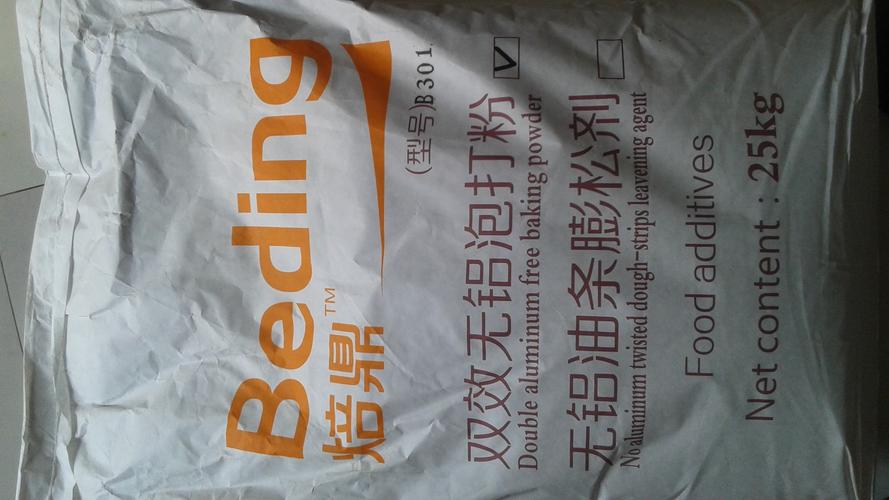 Beding
焙鼎™
(型号)B301
双效无铝泡打粉
Double aluminum free baking powder
无铝油条膨松剂
No aluminum twisted dough-strips leavening agent
Food additives
Net content：25kg